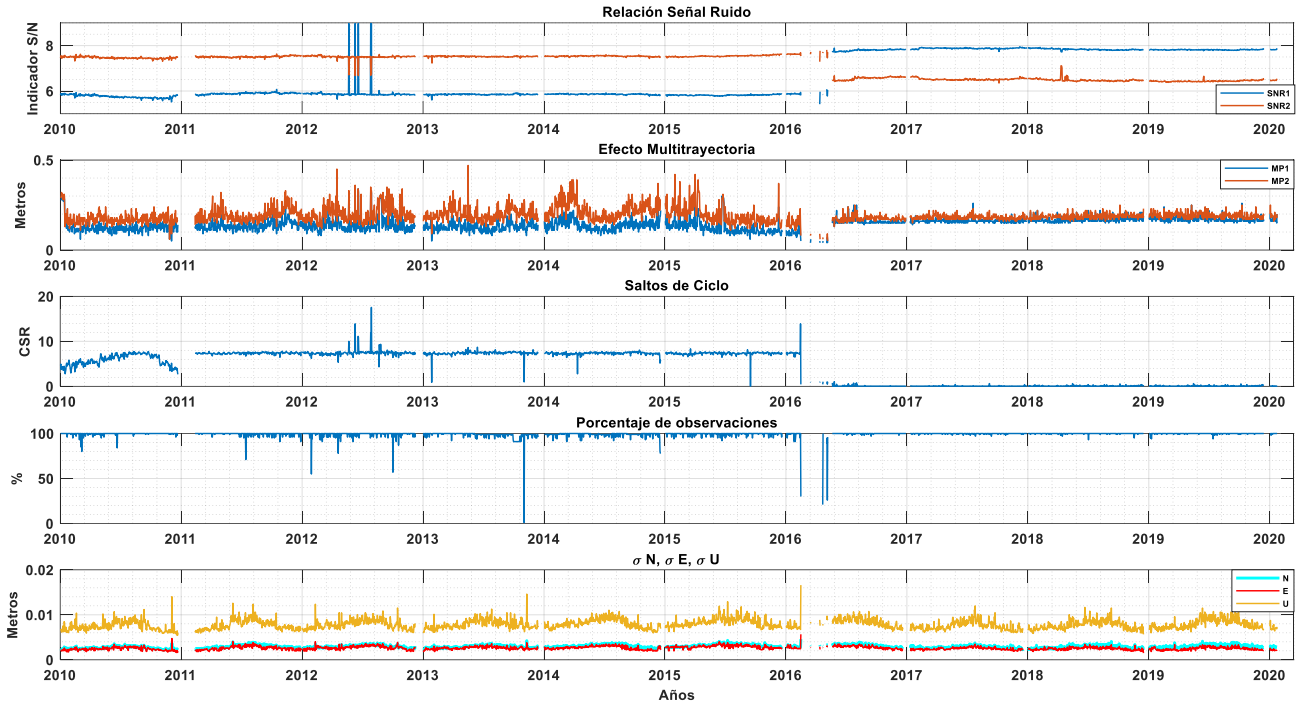 Relación Señal Ruido
Indicador S/N
8
6
SNR1
SNR2
2010 2011 2012 2013 2014 2015 2016 2017 2018 2019 2020
Efecto Multitrayectoria
Metros
0.5
0
MP1
MP2
2010 2011 2012 2013 2014 2015 2016 2017 2018 2019 2020
Saltos de Ciclo
CSR
20
10
0
2010 2011 2012 2013 2014 2015 2016 2017 2018 2019 2020
Porcentaje de observaciones
%
100
50
0
2010 2011 2012 2013 2014 2015 2016 2017 2018 2019 2020
σ N, σ E, σ U
Metros
0.02
0.01
0
N
E
U
2010 2011 2012 2013 2014 2015 2016 2017 2018 2019 2020
Años